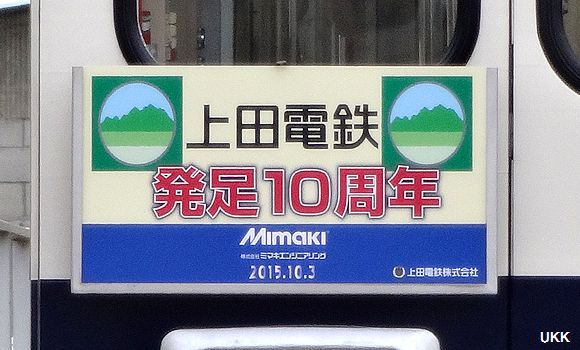 上田電鉄
発足10周年
Mimaki
株式会社ミマキエンジニアリング
2015.10.3
上田電鉄株式会社
UKK